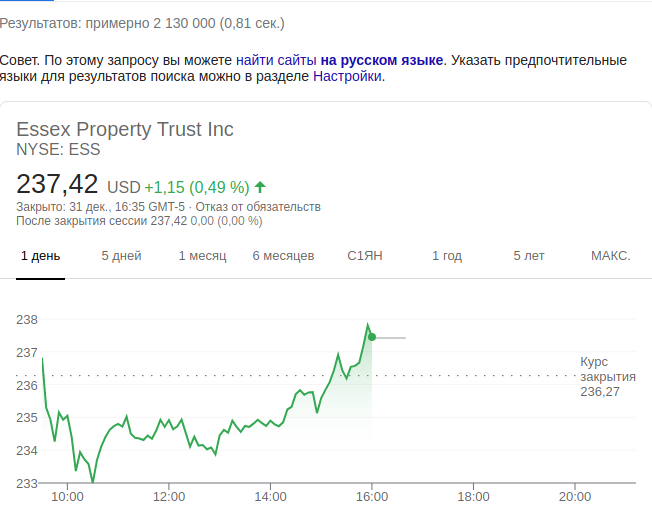 Результатов: примерно 2 130 000 (0,81 сек.)
Совет. По этому запросу вы можете найти сайты на русском языке. Указать предпочтительные
языки для результатов поиска можно в разделе Настройки.
Essex Property Trust Inc
NYSE: ESS
237,42 USD +1,15 (0,49 %)
Закрыто: 31 дек., 16:35 GMT-5 · Отказ от обязательств
После закрытия сессии 237,42 0,00 (0,00 %)
1 день 5 дней 1 месяц 6 месяцев С1ЯН 1 год 5 лет МАКС.
238
237
236
235
234
233
Курс
закрытия
236,27
10:00 12:00 14:00 16:00 18:00 20:00